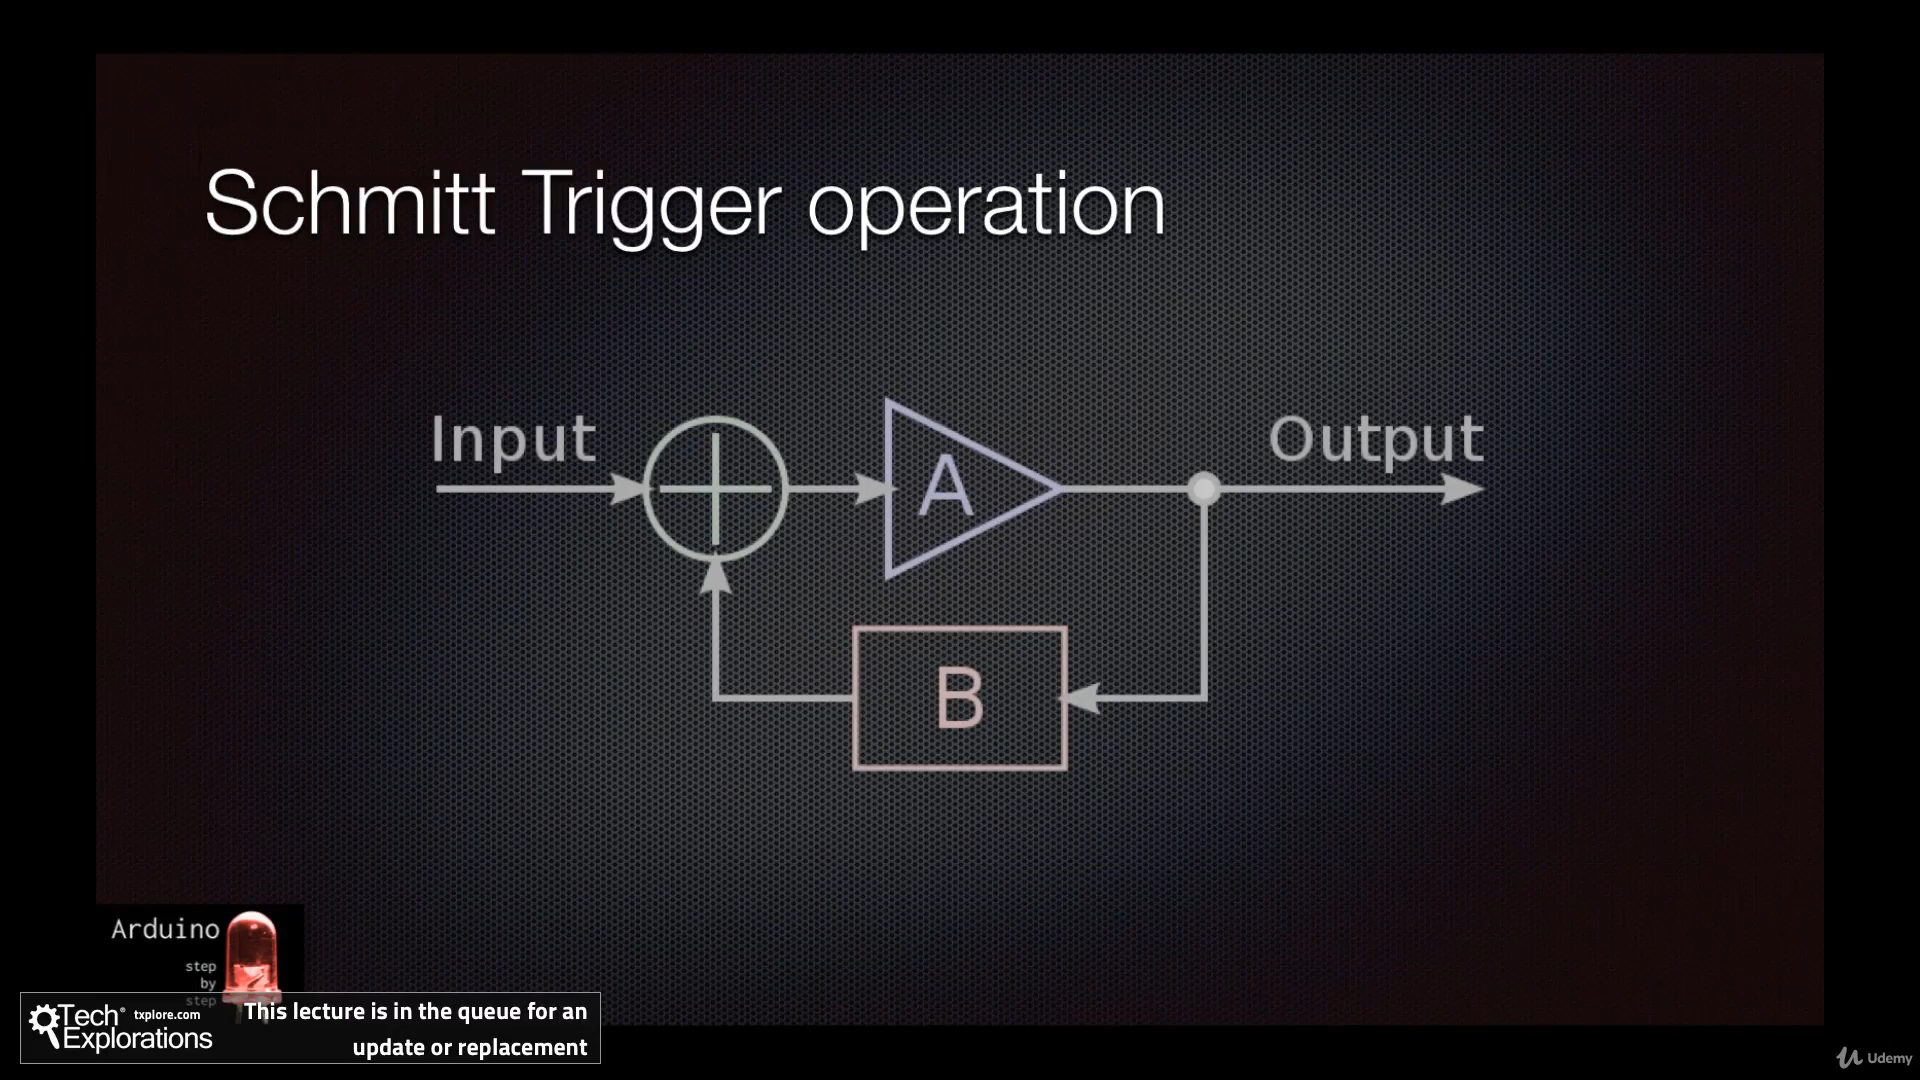 Schmitt Trigger operation
Input
Output
A
B
Arduino
step
by
step
Tech® txplore.com
Explorations
This lecture is in the queue for an
update or replacement
Udemy